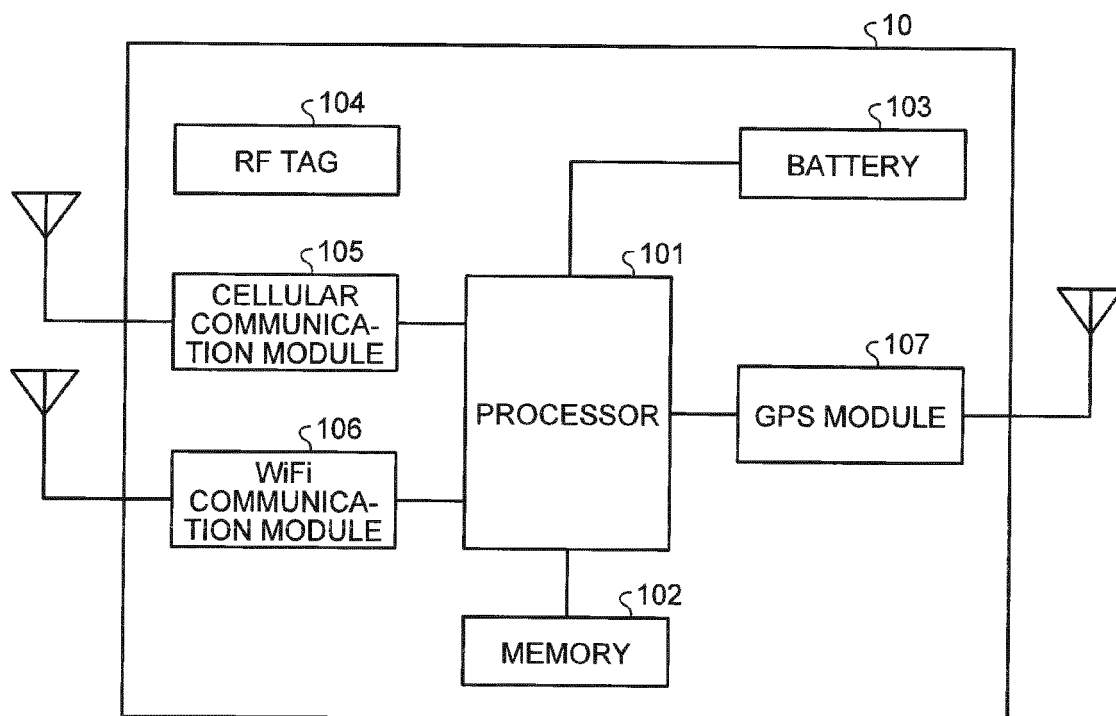 10
104
RF TAG
103
BATTERY
105
CELLULAR
COMMUNICA-
TION MODULE
101
PROCESSOR
107
GPS MODULE
106
WiFi
COMMUNICA-
TION MODULE
102
MEMORY